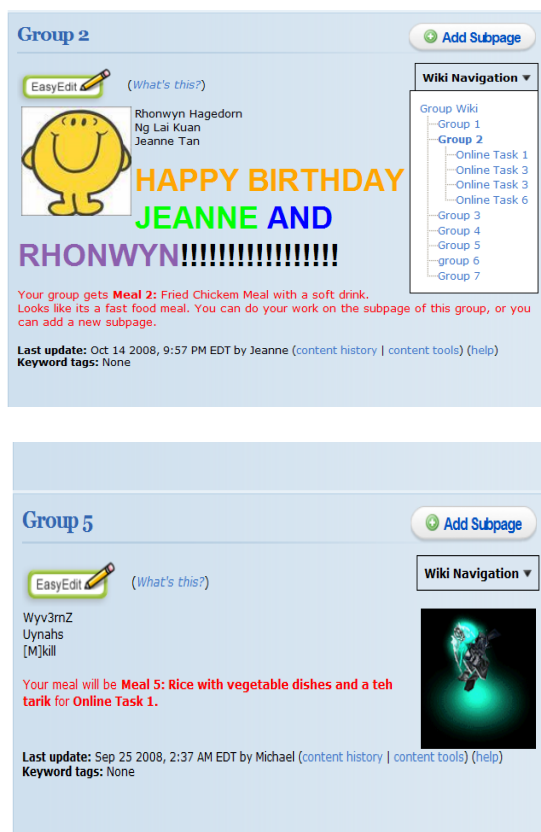 Group 2
Add Subpage
EasyEdit
(What's this?)
Wiki Navigation
Group Wiki
Group 1
Group 2
Online Task 1
Online Task 3
Online Task 3
Online Task 6
Group 3
Group 4
Group 5
group 6
Group 7
Rhonwyn Hagedorn
Ng Lai Kuan
Jeanne Tan
HAPPY BIRTHDAY
JEANNE AND
RHONWYN!!!!!!!!!!!!!!!!!
Your group gets Meal 2: Fried Chickem Meal with a soft drink.
Looks like its a fast food meal. You can do your work on the subpage of this group, or you
can add a new subpage.
Last update: Oct 14 2008, 9:57 PM EDT by Jeanne (content history | content tools) (help)
Keyword tags: None
Group 5
Add Subpage
EasyEdit
(What's this?)
Wiki Navigation
Wyv3rnZ
Uynahs
[M]kill
Your meal will be Meal 5: Rice with vegetable dishes and a teh
tarik for Online Task 1.
Last update: Sep 25 2008, 2:37 AM EDT by Michael (content history | content tools) (help)
Keyword tags: None